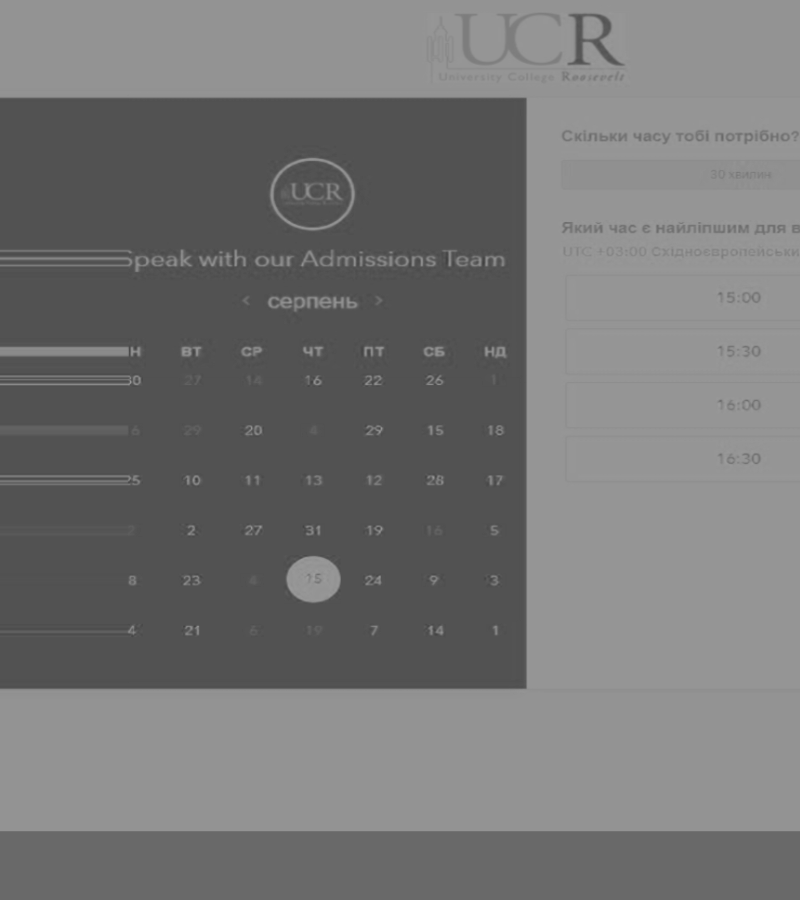 UCR
University College Roosevelt
UCR
Speak with our Admissions Team
‹ серпень ›
Н ВТ СР ЧТ ПТ СБ НД
30 27 14 16 22 26 1
6 29 20 4 29 15 18
25 10 11 13 12 28 17
2 27 31 19 16 5
8 23 4 15 24 9 3
4 21 6 19 7 14 1
Скільки часу тобі потрібно?
30 хвилин
Який час є найліпшим для в
UTC +03:00 Східноєвропейськи
15:00
15:30
16:00
16:30